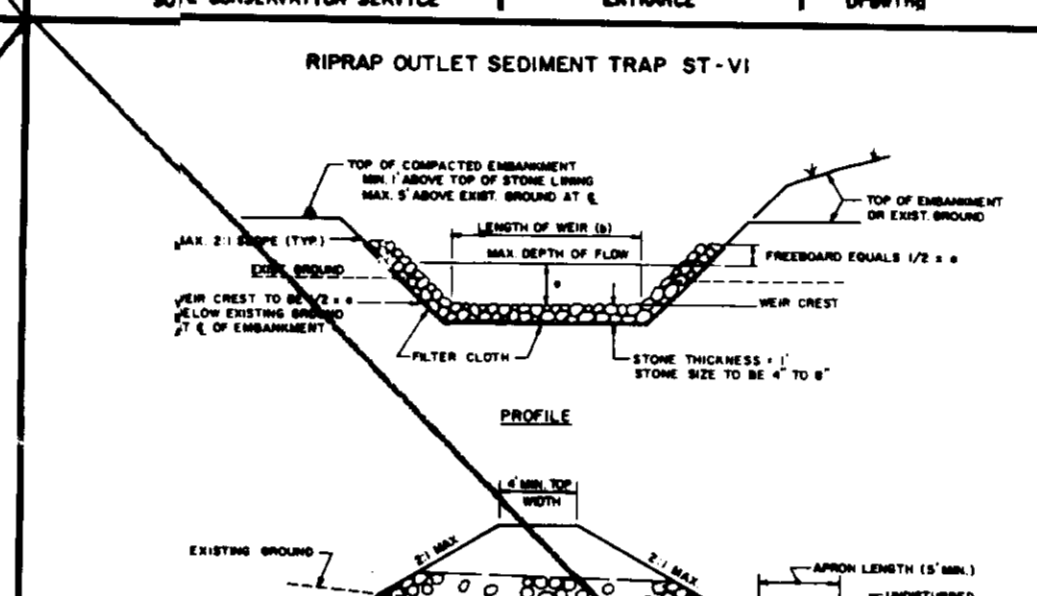 SOIL CONSERVATION SERVICE
ENTRANCE
Drawing
RIPRAP OUTLET SEDIMENT TRAP ST-VI
TOP OF COMPACTED EMBANKMENT
MIN. 1' ABOVE TOP OF STONE LINING
MAX. 5' ABOVE EXIST. GROUND AT ℄
TOP OF EMBANKMENT
OR EXIST. GROUND
LENGTH OF WEIR (b)
MAX. 2:1 SLOPE (TYP.)
MAX. DEPTH OF FLOW
FREEBOARD EQUALS 1/2 x a
EXIST. GROUND
a
WEIR CREST TO BE 1/2 x a
BELOW EXISTING GROUND
AT ℄ OF EMBANKMENT
WEIR CREST
FILTER CLOTH
STONE THICKNESS = 1'
STONE SIZE TO BE 4" TO 8"
PROFILE
4' MIN. TOP
WIDTH
EXISTING GROUND
2:1 MAX
2:1 MAX
APRON LENGTH (5' MIN.)
UNDISTURBED